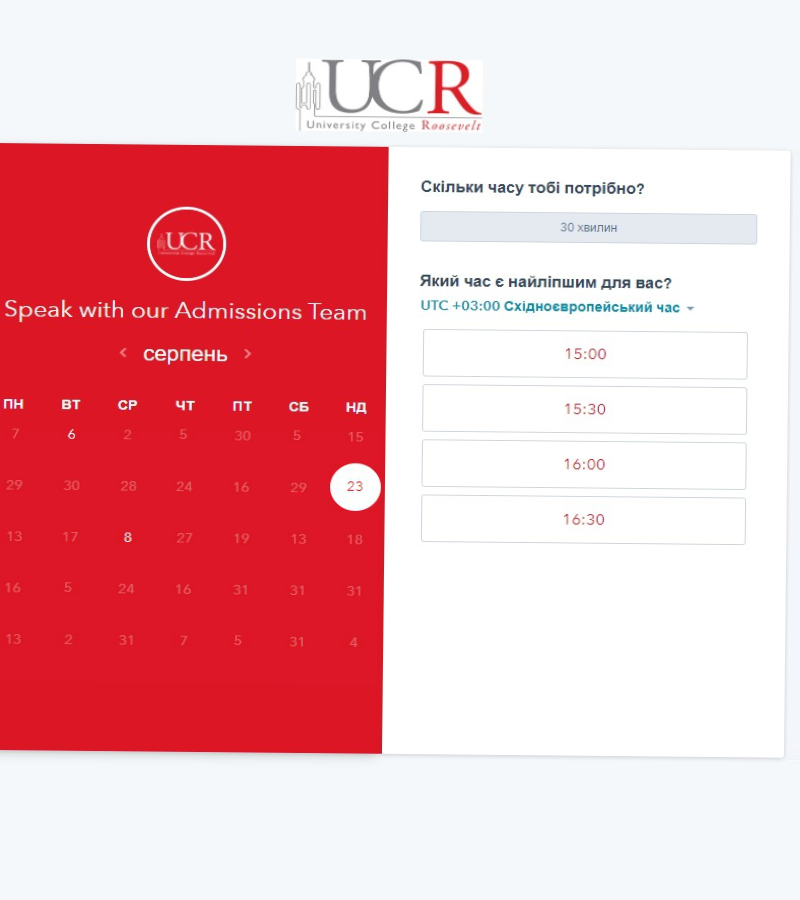 UCR
University College Roosevelt
UCR
Speak with our Admissions Team
серпень
ПН ВТ СР ЧТ ПТ СБ НД
7 6 2 5 30 5 15
29 30 28 24 16 29 23
13 17 8 27 19 13 18
16 5 24 16 31 31 31
13 2 31 7 5 31 4
Скільки часу тобі потрібно?
30 хвилин
Який час є найліпшим для вас?
UTC +03:00 Східноєвропейський час
15:00
15:30
16:00
16:30